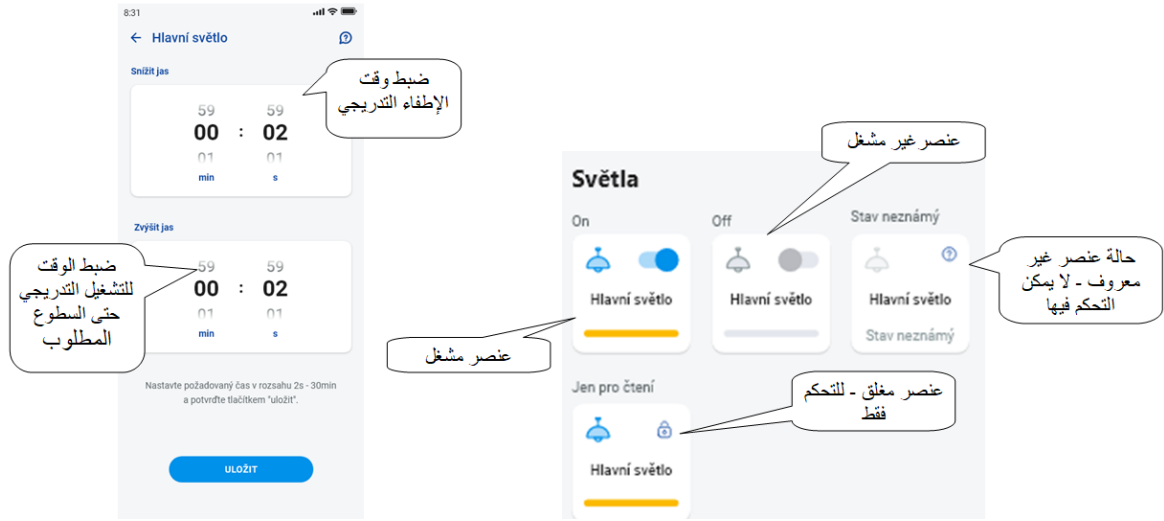 8:31
Hlavní světlo
Snížit jas
59 59
00 : 02
01 01
min s
ضبط وقت
الإطفاء التدريجي
Zvýšit jas
59 59
00 : 02
01 01
min s
ضبط الوقت
للتشغيل التدريجي
حتى السطوع
المطلوب
Nastavte požadovaný čas v rozsahu 2s - 30min
a potvrďte tlačítkem "uložit".
ULOŽIT
عنصر غير مشغل
Světla
On
Off
Stav neznámý
Hlavní světlo
Hlavní světlo
Hlavní světlo
Stav neznámý
حالة عنصر غير
معروف - لا يمكن
التحكم فيها
عنصر مشغل
Jen pro čtení
عنصر مغلق - للتحكم
فقط
Hlavní světlo